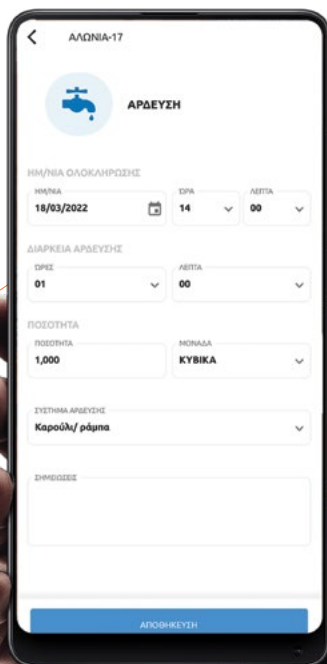 ΑΛΩΝΙΑ-17
ΑΡΔΕΥΣΗ
ΗΜ/ΝΙΑ ΟΛΟΚΛΗΡΩΣΗΣ
ΗΜ/ΝΙΑ ΩΡΑ ΛΕΠΤΑ
18/03/2022 14 00
ΔΙΑΡΚΕΙΑ ΑΡΔΕΥΣΗΣ
ΩΡΕΣ ΛΕΠΤΑ
01 00
ΠΟΣΟΤΗΤΑ
ΠΟΣΟΤΗΤΑ ΜΟΝΑΔΑ
1,000 ΚΥΒΙΚΑ
ΣΥΣΤΗΜΑ ΑΡΔΕΥΣΗΣ
Καρούλι/ ράμπα
ΣΗΜΕΙΩΣΕΙΣ
ΑΠΟΘΗΚΕΥΣΗ